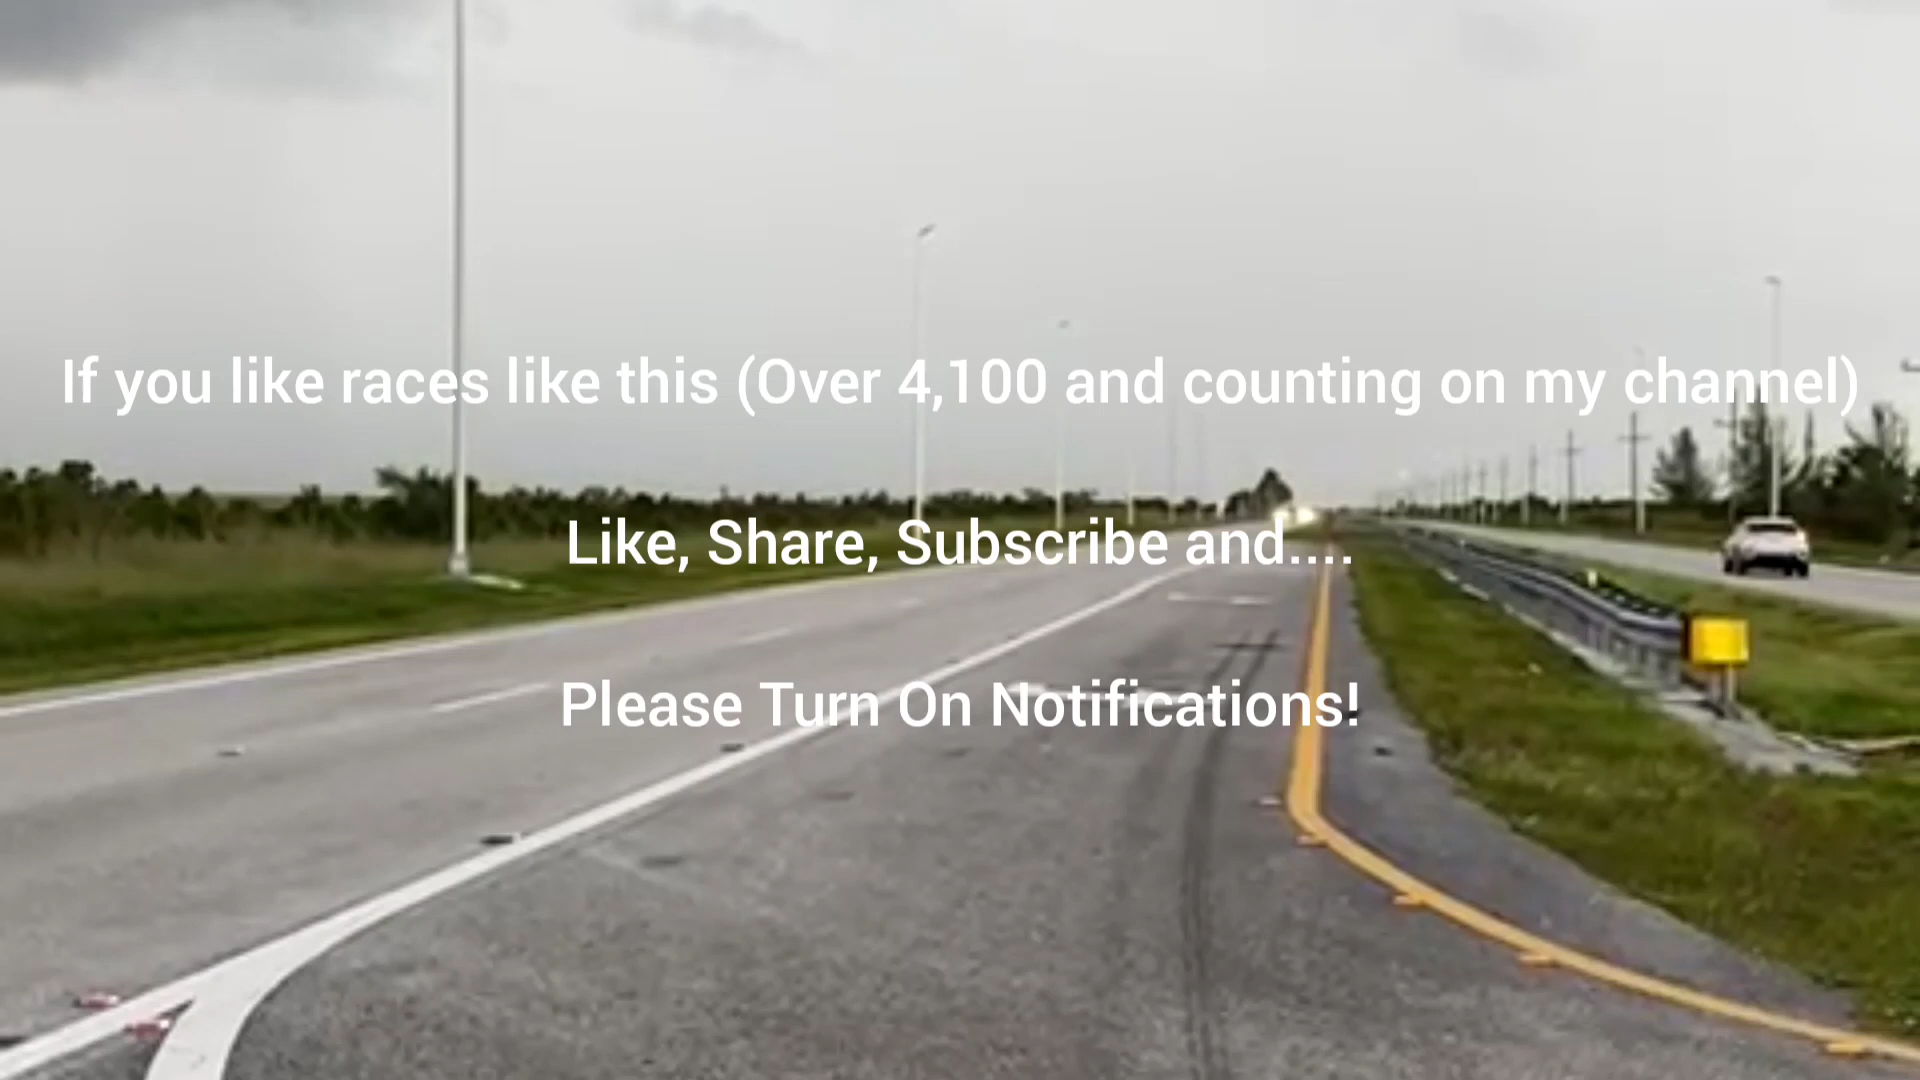 If you like races like this (Over 4,100 and counting on my channel)
Like, Share, Subscribe and....
Please Turn On Notifications!